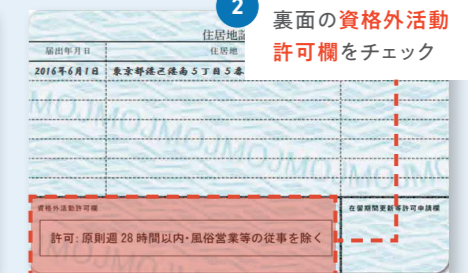 2
裏面の資格外活動
許可欄をチェック
住居地
届出年月日
住居地
2016年6月1日 東京都港区港南5丁目5番
MOJMOJMOJMOJMOJMO
資格外活動許可欄
在留期間更新等許可申請欄
許可:原則週28時間以内・風俗営業等の従事を除く